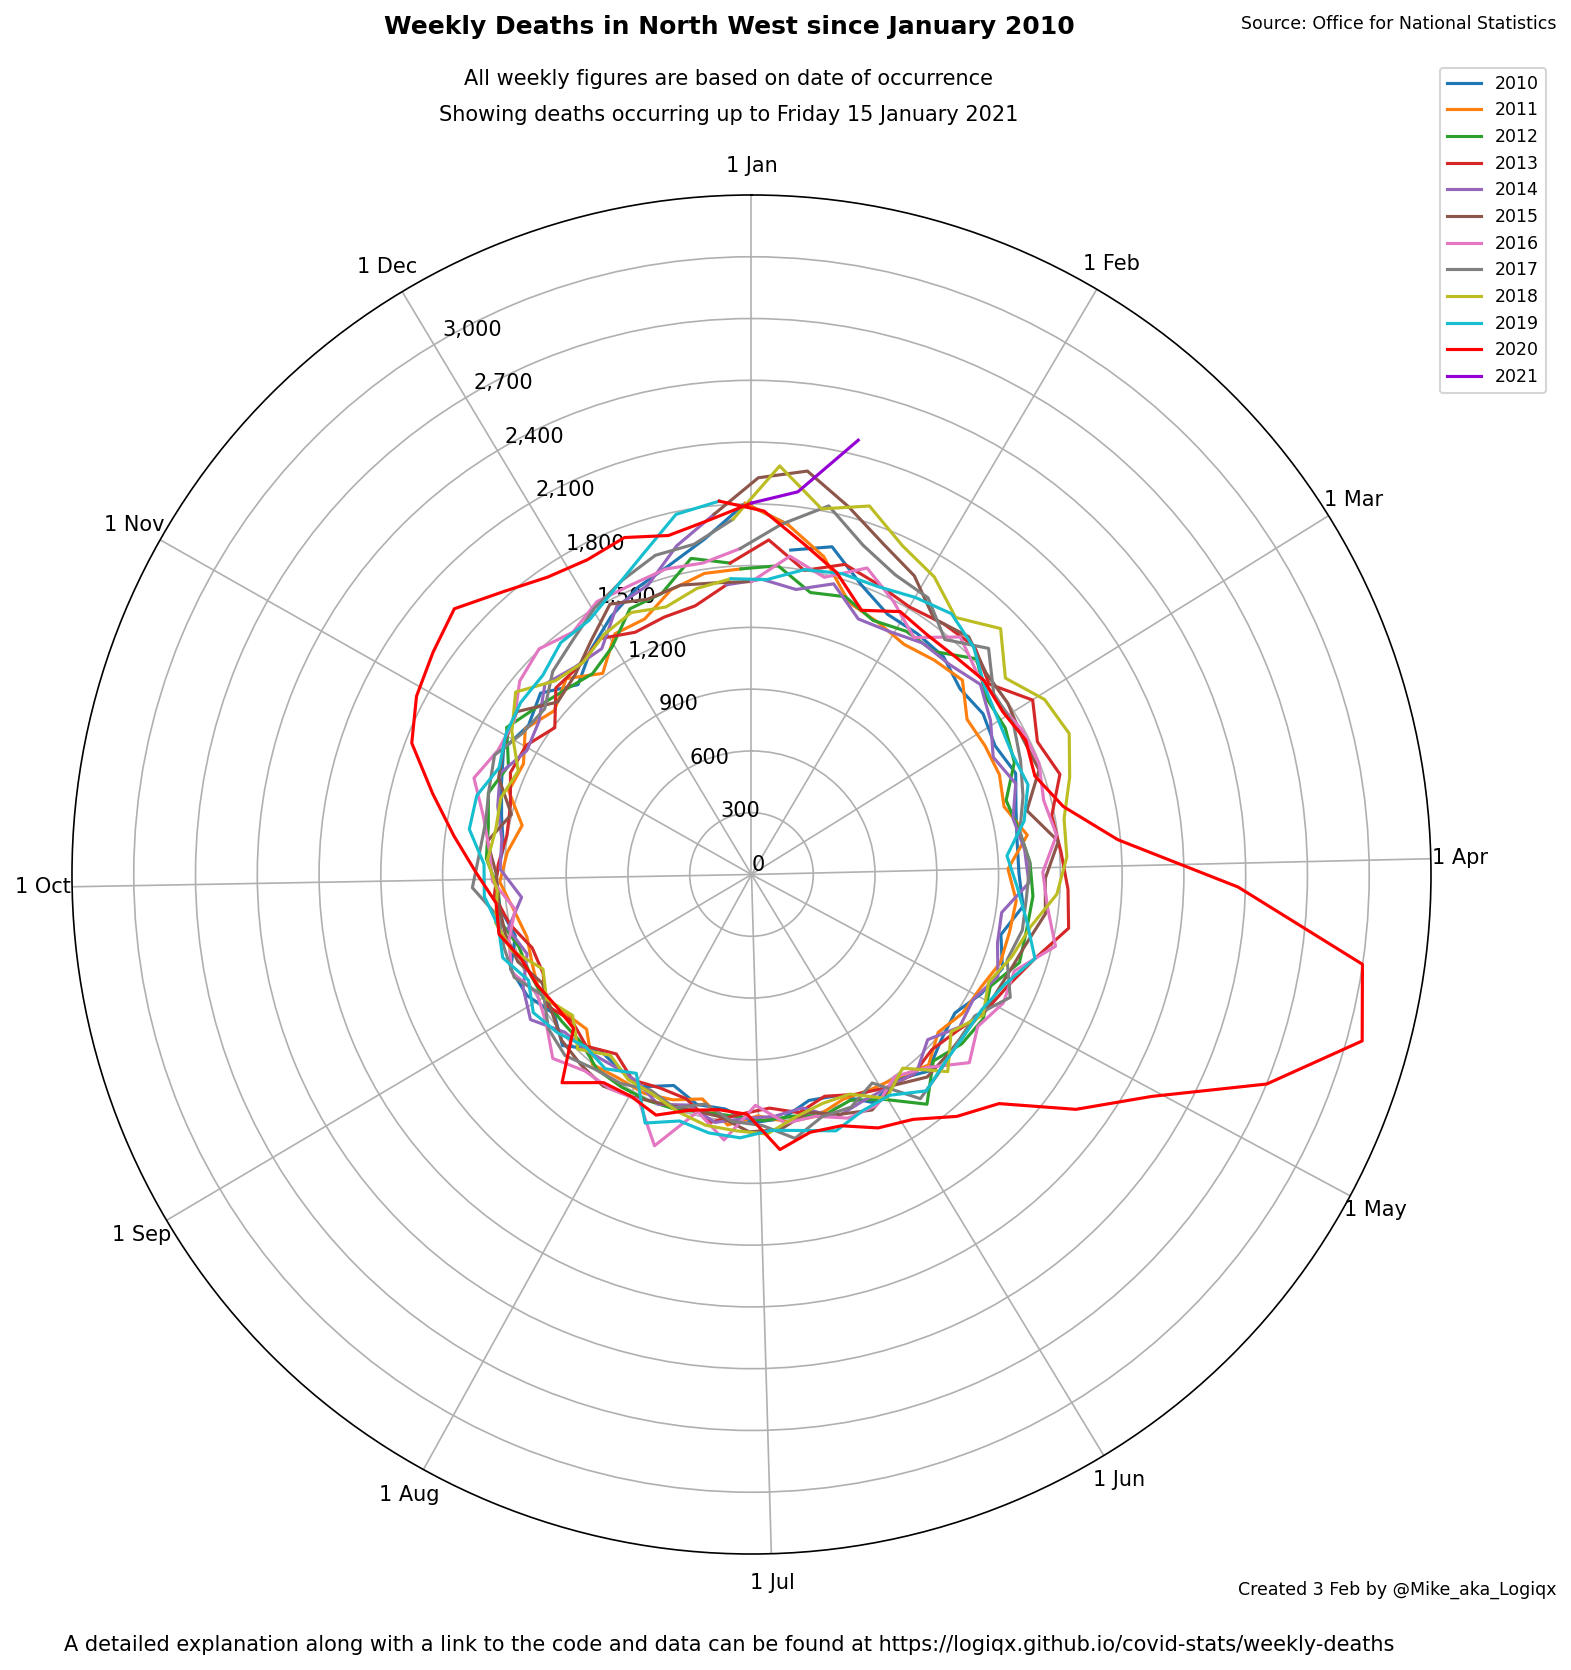 Weekly Deaths in North West since January 2010
Source: Office for National Statistics
All weekly figures are based on date of occurrence
Showing deaths occurring up to Friday 15 January 2021
2010
2011
2012
2013
2014
2015
2016
2017
2018
2019
2020
2021
1 Jan
1 Dec
1 Feb
3,000
2,700
2,400
2,100
1 Nov
1 Mar
1,800
1,500
1,200
900
600
300
0
1 Oct
1 Apr
1 Sep
1 May
1 Aug
1 Jun
1 Jul
Created 3 Feb by @Mike_aka_Logiqx
A detailed explanation along with a link to the code and data can be found at https://logiqx.github.io/covid-stats/weekly-deaths